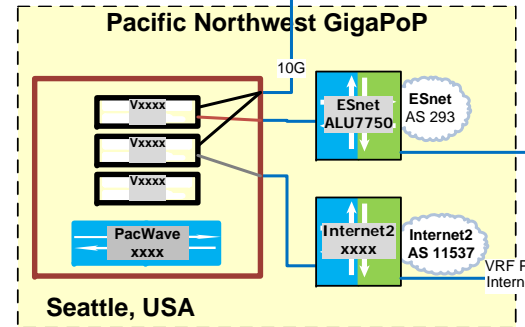 Pacific Northwest GigaPoP
10G
Vxxxx
Vxxxx
Vxxxx
PacWave
xxxx
ESnet
ALU7750
ESnet
AS 293
Internet2
xxxx
Internet2
AS 11537
VRF
Intern
Seattle, USA